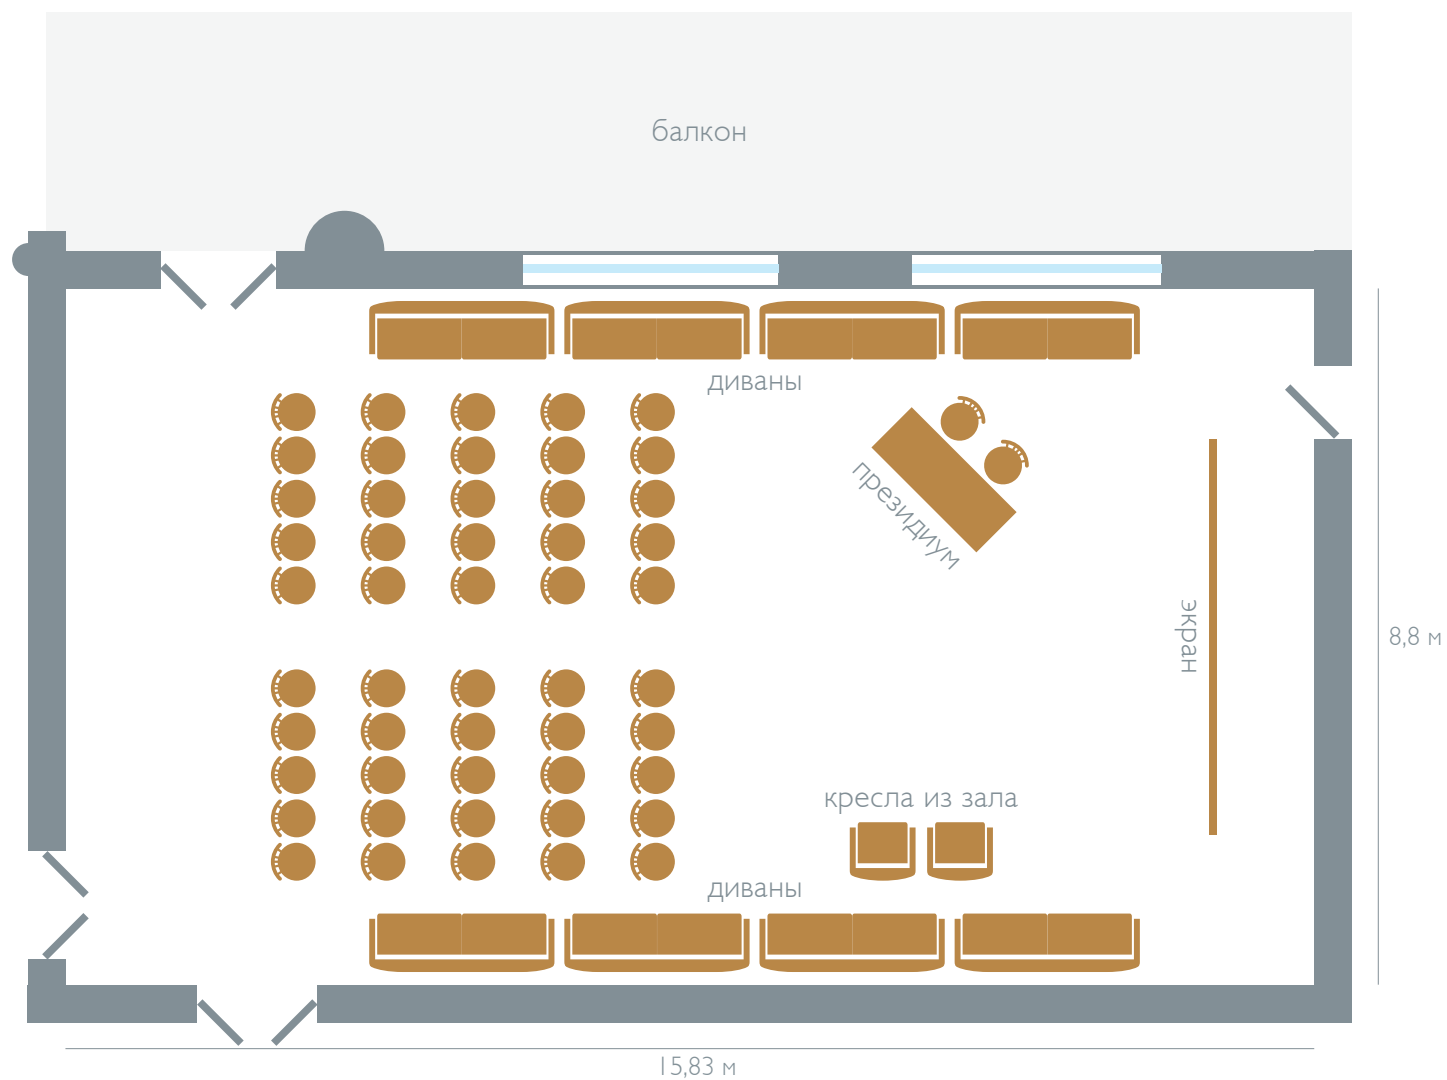 балкон
диваны
президиум
экран
8,8 м
кресла из зала
диваны
15,83 м